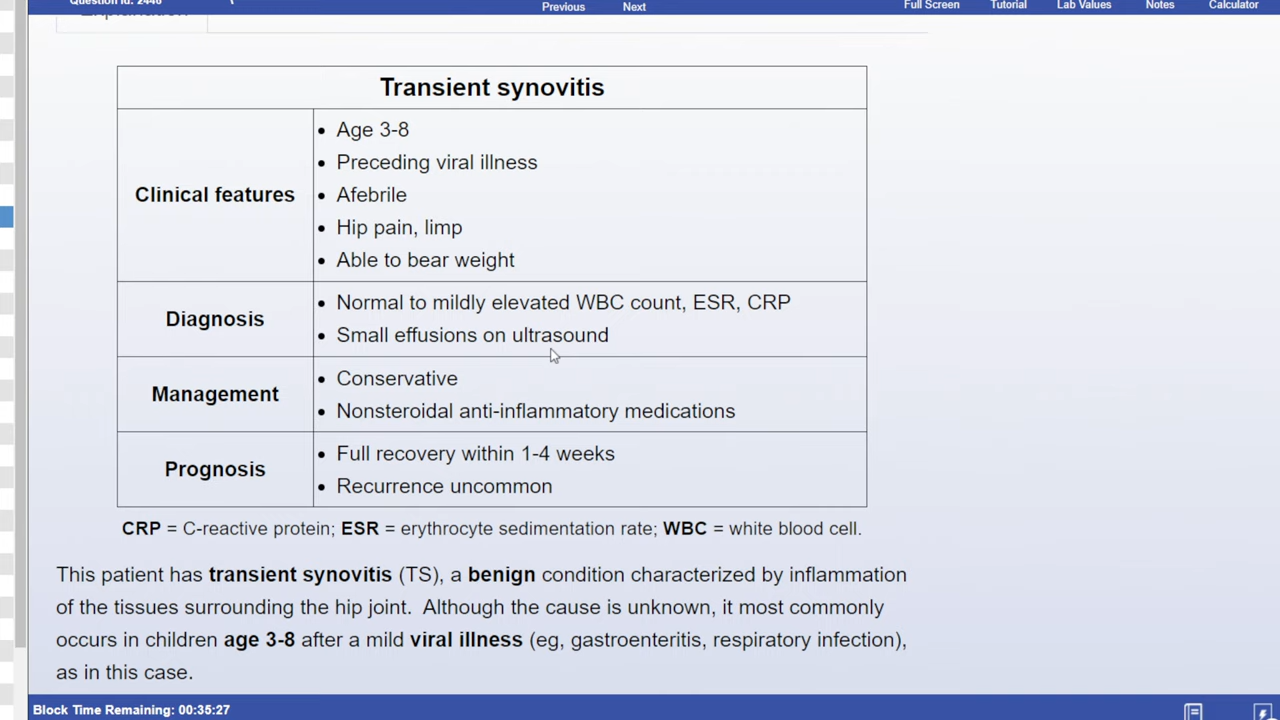 Previous Next Full Screen Tutorial Lab Values Notes Calculator
Transient synovitis
Clinical features
• Age 3-8
• Preceding viral illness
• Afebrile
• Hip pain, limp
• Able to bear weight
Diagnosis
• Normal to mildly elevated WBC count, ESR, CRP
• Small effusions on ultrasound
Management
• Conservative
• Nonsteroidal anti-inflammatory medications
Prognosis
• Full recovery within 1-4 weeks
• Recurrence uncommon
CRP = C-reactive protein; ESR = erythrocyte sedimentation rate; WBC = white blood cell.
This patient has transient synovitis (TS), a benign condition characterized by inflammation
of the tissues surrounding the hip joint.  Although the cause is unknown, it most commonly
occurs in children age 3-8 after a mild viral illness (eg, gastroenteritis, respiratory infection),
as in this case.
Block Time Remaining: 00:35:27